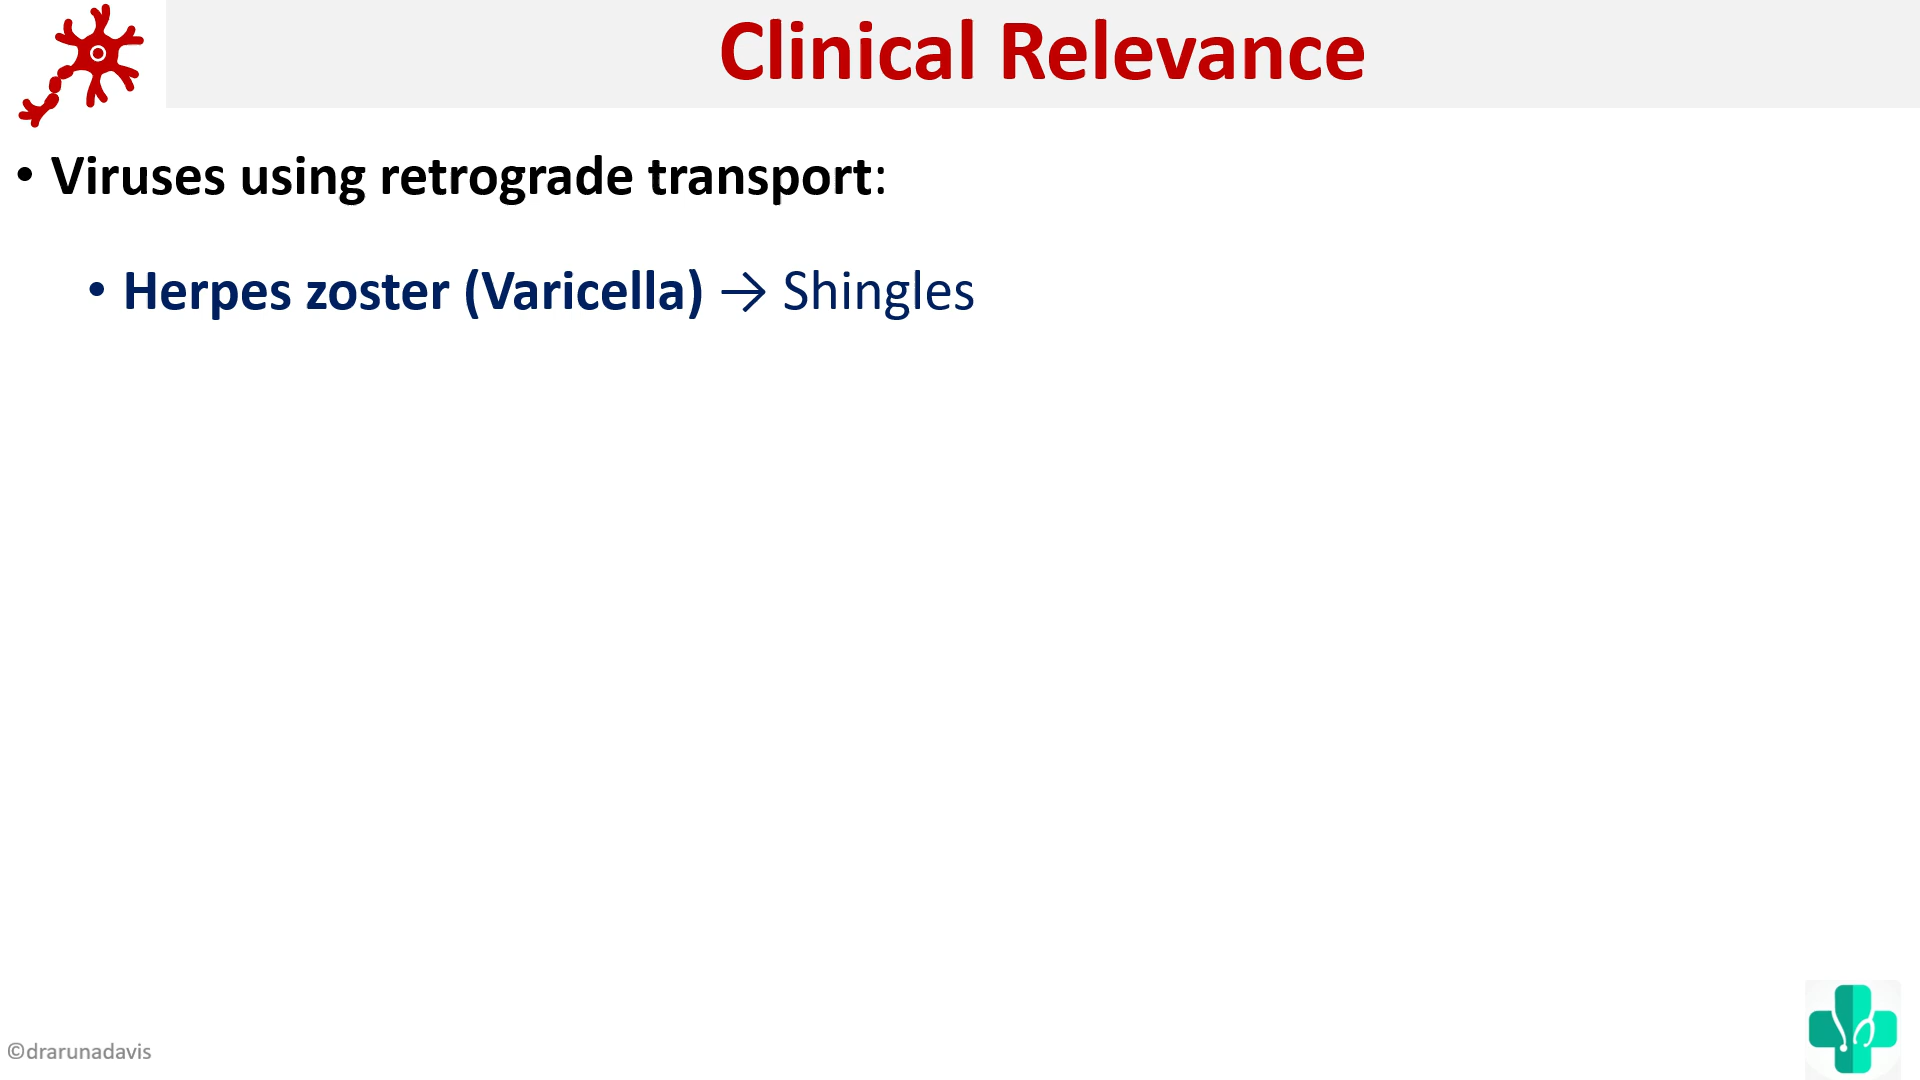 Clinical Relevance
• Viruses using retrograde transport:
• Herpes zoster (Varicella) → Shingles
©drarunadavis